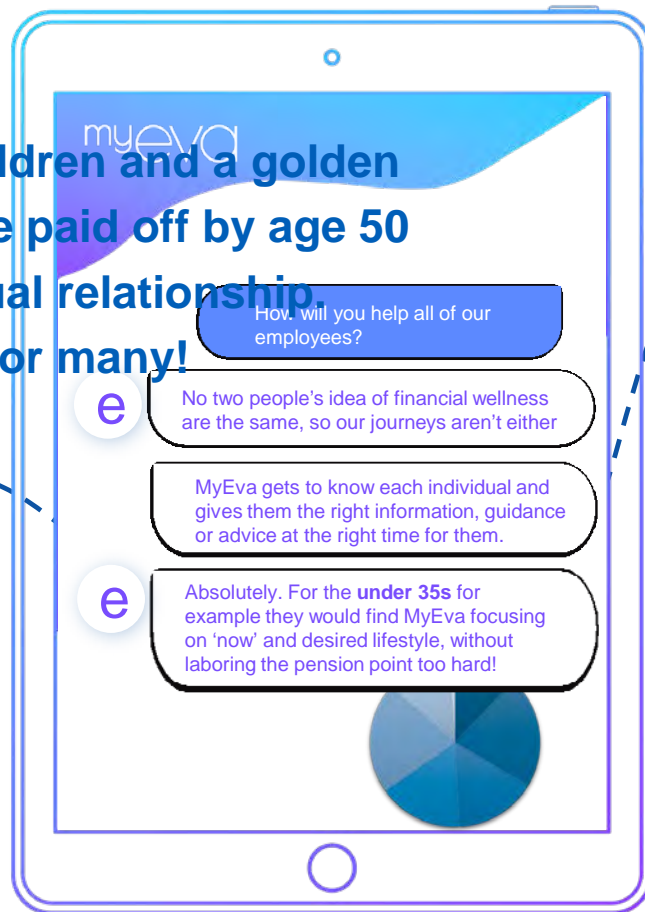 myeva
ldren and a golden
e paid off by age 50
ual relationship.
or many!
How will you help all of our
employees?
e
No two people’s idea of financial wellness
are the same, so our journeys aren’t either
MyEva gets to know each individual and
gives them the right information, guidance
or advice at the right time for them.
e
Absolutely. For the under 35s for
example they would find MyEva focusing
on ‘now’ and desired lifestyle, without
laboring the pension point too hard!